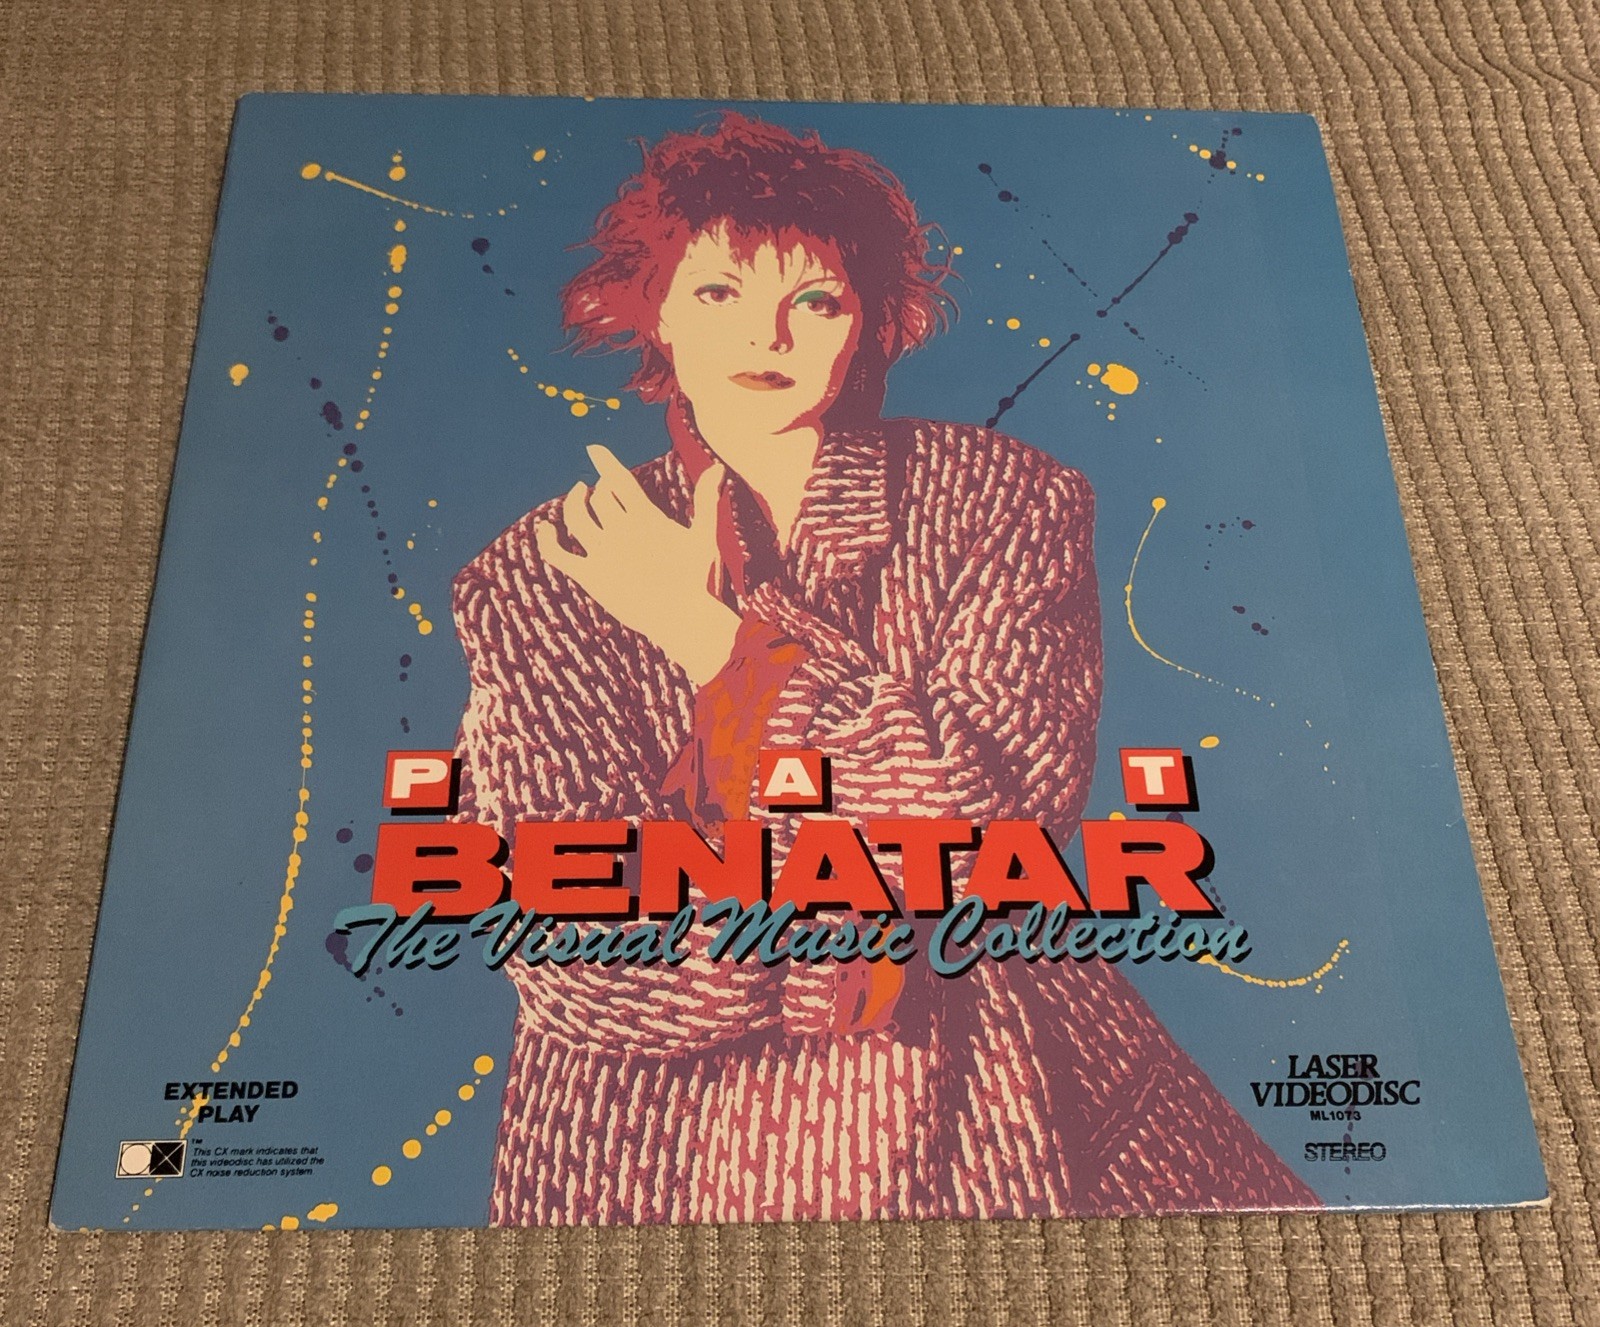 P A T
BENATAR
The Visual Music Collection
EXTENDED
PLAY
™
This CX mark indicates that
this videodisc has utilized the
CX noise reduction system
LASER
VIDEODISC
ML1073
STEREO